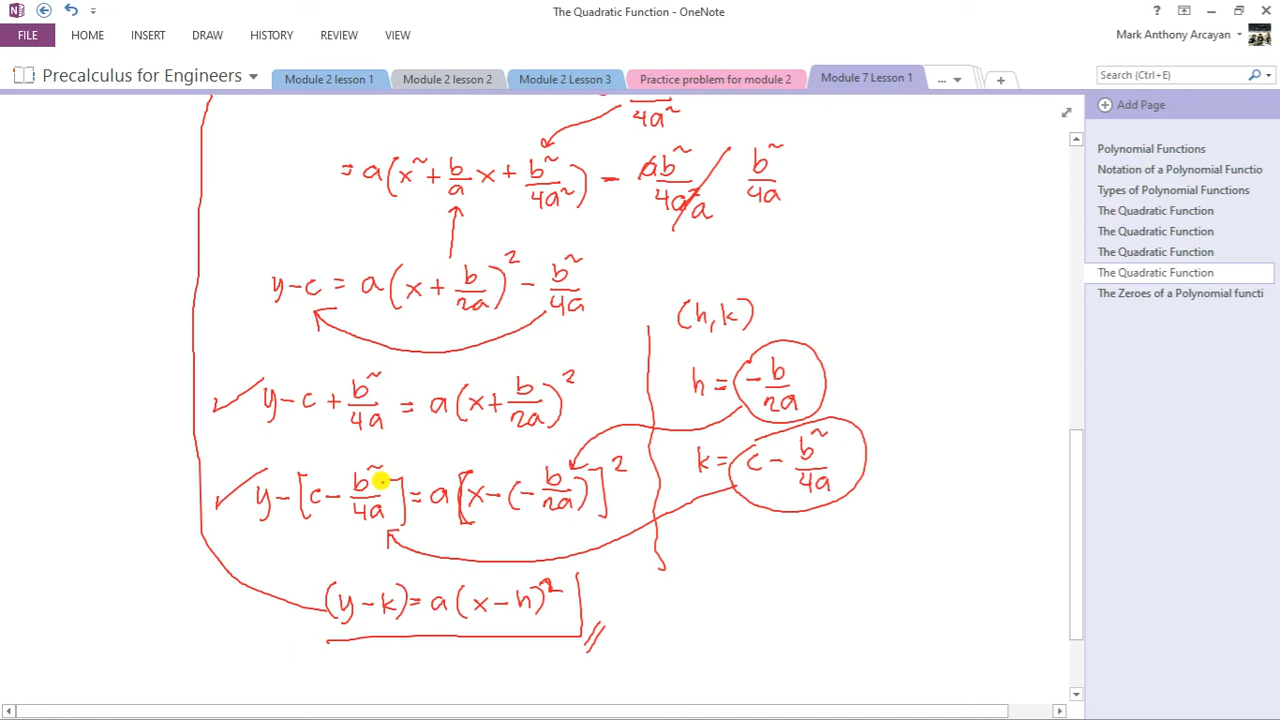 The Quadratic Function - OneNote
FILE HOME INSERT DRAW HISTORY REVIEW VIEW
Mark Anthony Arcayan
Precalculus for Engineers
Module 2 lesson 1 Module 2 lesson 2 Module 2 Lesson 3 Practice problem for module 2 Module 7 Lesson 1 ...
Search (Ctrl+E)
Add Page
Polynomial Functions
Notation of a Polynomial Functio
Types of Polynomial Functions
The Quadratic Function
The Quadratic Function
The Quadratic Function
The Quadratic Function
The Zeroes of a Polynomial functi
4a²
= a(x² + b/a x + b²/4a²) - ab²/4a²a b²/4a
y-c = a(x + b/2a)² - b²/4a
y-c + b²/4a = a(x + b/2a)²
y-[c - b²/4a] = a[x-(-b/2a)]²
(y-k) = a(x-h)²
(h,k)
h = -b/2a
k = c - b²/4a